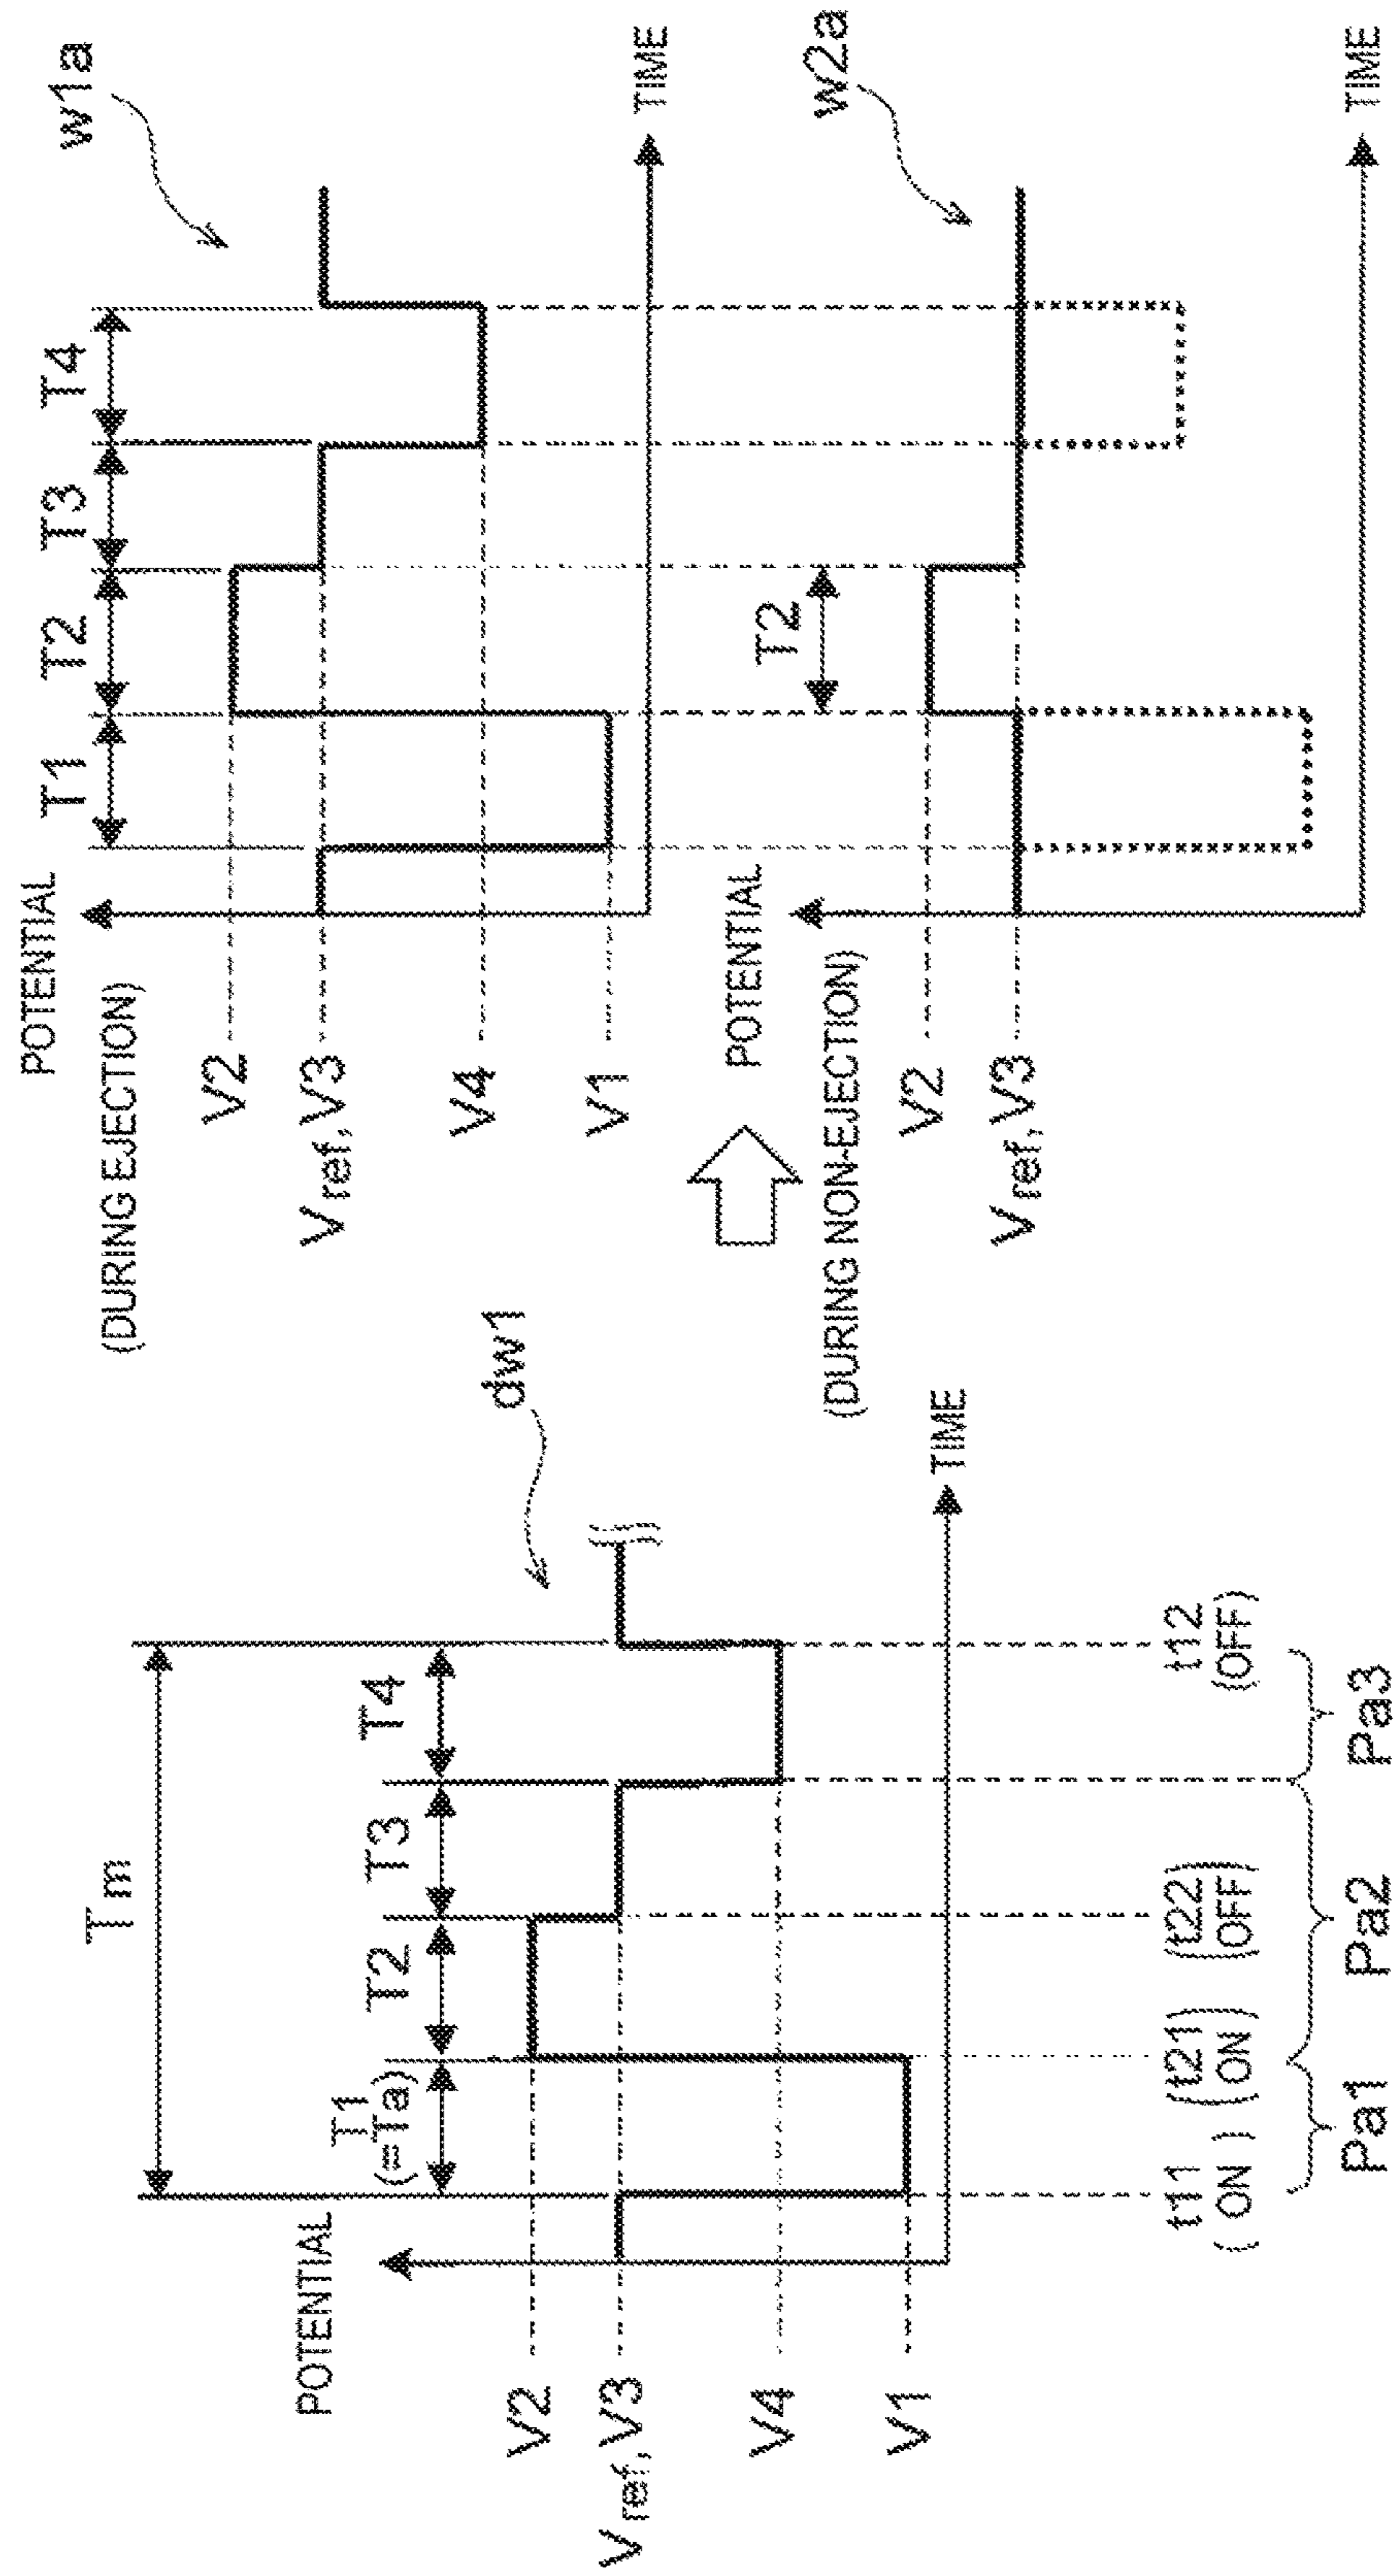 POTENTIAL
Tm
T1
(=Ta)
T2
T3
T4
dw1
V2
Vref, V3
V4
V1
TIME
t11
( ON )
(t21)
(ON)
(t22)
(OFF)
t12
(OFF)
Pa1
Pa2
Pa3
POTENTIAL
(DURING EJECTION)
T1
T2
T3
T4
w1a
V2
Vref, V3
V4
V1
TIME
POTENTIAL
(DURING NON-EJECTION)
T2
w2a
V2
Vref, V3
TIME